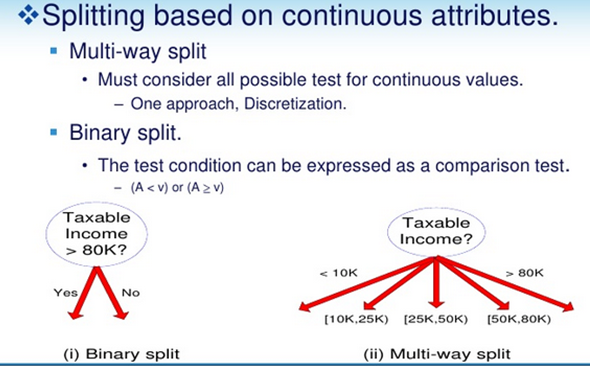 ❖Splitting based on continuous attributes.
▪ Multi-way split
• Must consider all possible test for continuous values.
– One approach, Discretization.
▪ Binary split.
• The test condition can be expressed as a comparison test.
– (A < v) or (A ≥ v)
Taxable
Income
> 80K?
Yes
No
(i) Binary split
Taxable
Income?
< 10K
> 80K
[10K,25K)
[25K,50K)
[50K,80K)
(ii) Multi-way split